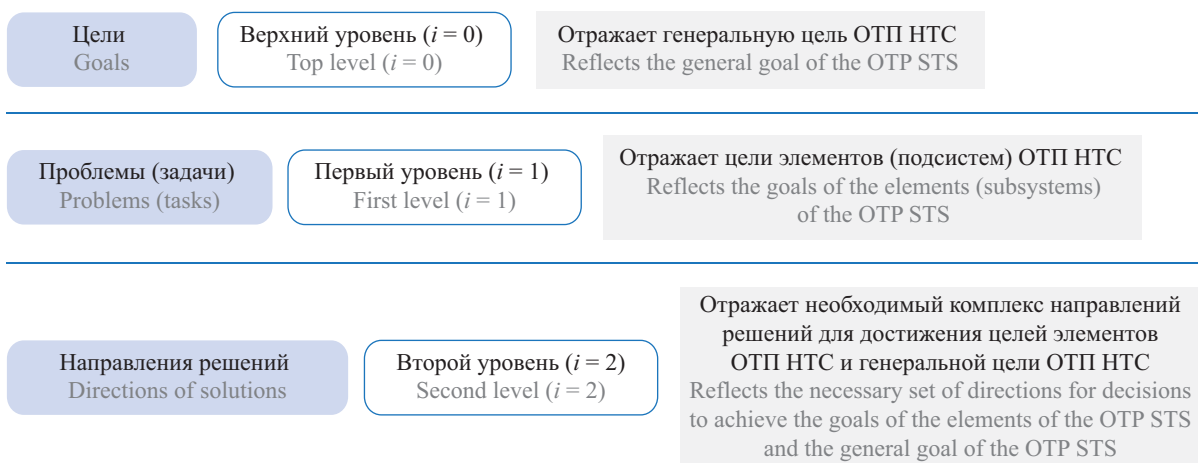 Цели
Goals
Верхний уровень (i = 0)
Top level (i = 0)
Отражает генеральную цель ОТП НТС
Reflects the general goal of the OTP STS
Проблемы (задачи)
Problems (tasks)
Первый уровень (i = 1)
First level (i = 1)
Отражает цели элементов (подсистем) ОТП НТС
Reflects the goals of the elements (subsystems)
of the OTP STS
Направления решений
Directions of solutions
Второй уровень (i = 2)
Second level (i = 2)
Отражает необходимый комплекс направлений
решений для достижения целей элементов
ОТП НТС и генеральной цели ОТП НТС
Reflects the necessary set of directions for decisions
to achieve the goals of the elements of the OTP STS
and the general goal of the OTP STS